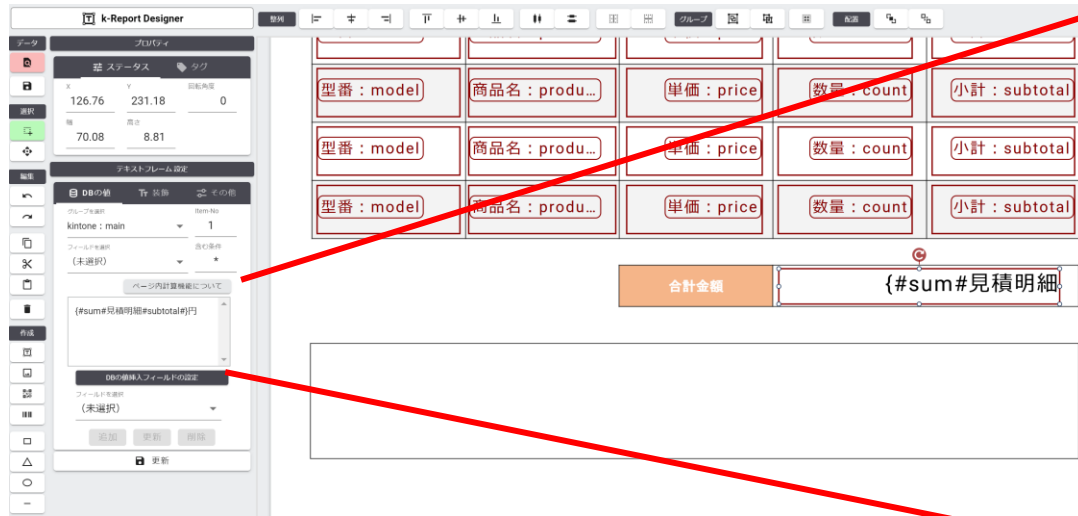 k-Report Designer
整列
グループ
配置
データ
プロパティ
ステータス タグ
X Y 回転角度
126.76 231.18 0
幅 高さ
70.08 8.81
選択
テキストフレーム 設定
編集
DBの値 装飾 その他
グループを選択 Item-No
kintone：main 1
フィールドを選択 含む条件
(未選択) *
ページ内計算機能について
{#sum#見積明細#subtotal#}円
作成
DBの値挿入フィールドの設定
フィールドを選択
(未選択)
追加 更新 削除
更新
型番：model 商品名：produ... 単価：price 数量：count 小計：subtotal
型番：model 商品名：produ... 単価：price 数量：count 小計：subtotal
型番：model 商品名：produ... 単価：price 数量：count 小計：subtotal
合計金額 {#sum#見積明細